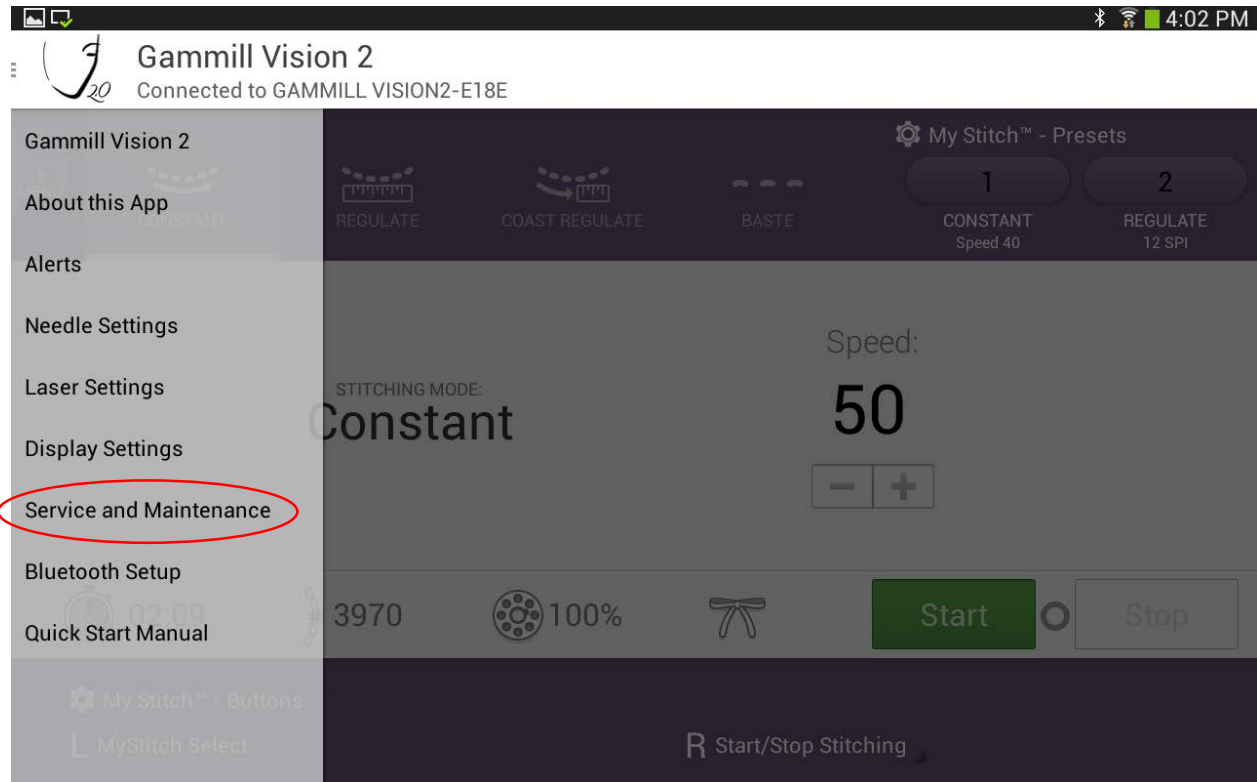 4:02 PM
2.0
Gammill Vision 2
Connected to GAMMILL VISION2-E18E
Gammill Vision 2
About this App
Alerts
Needle Settings
Laser Settings
Display Settings
Service and Maintenance
Bluetooth Setup
Quick Start Manual
My Stitch™ - Presets
CONSTANT
REGULATE
COAST REGULATE
BASTE
1
CONSTANT
Speed 40
2
REGULATE
12 SPI
STITCHING MODE:
Constant
Speed:
50
02:09
3970
100%
Start
Stop
My Stitch™ - Buttons
L MyStitch Select
R Start/Stop Stitching